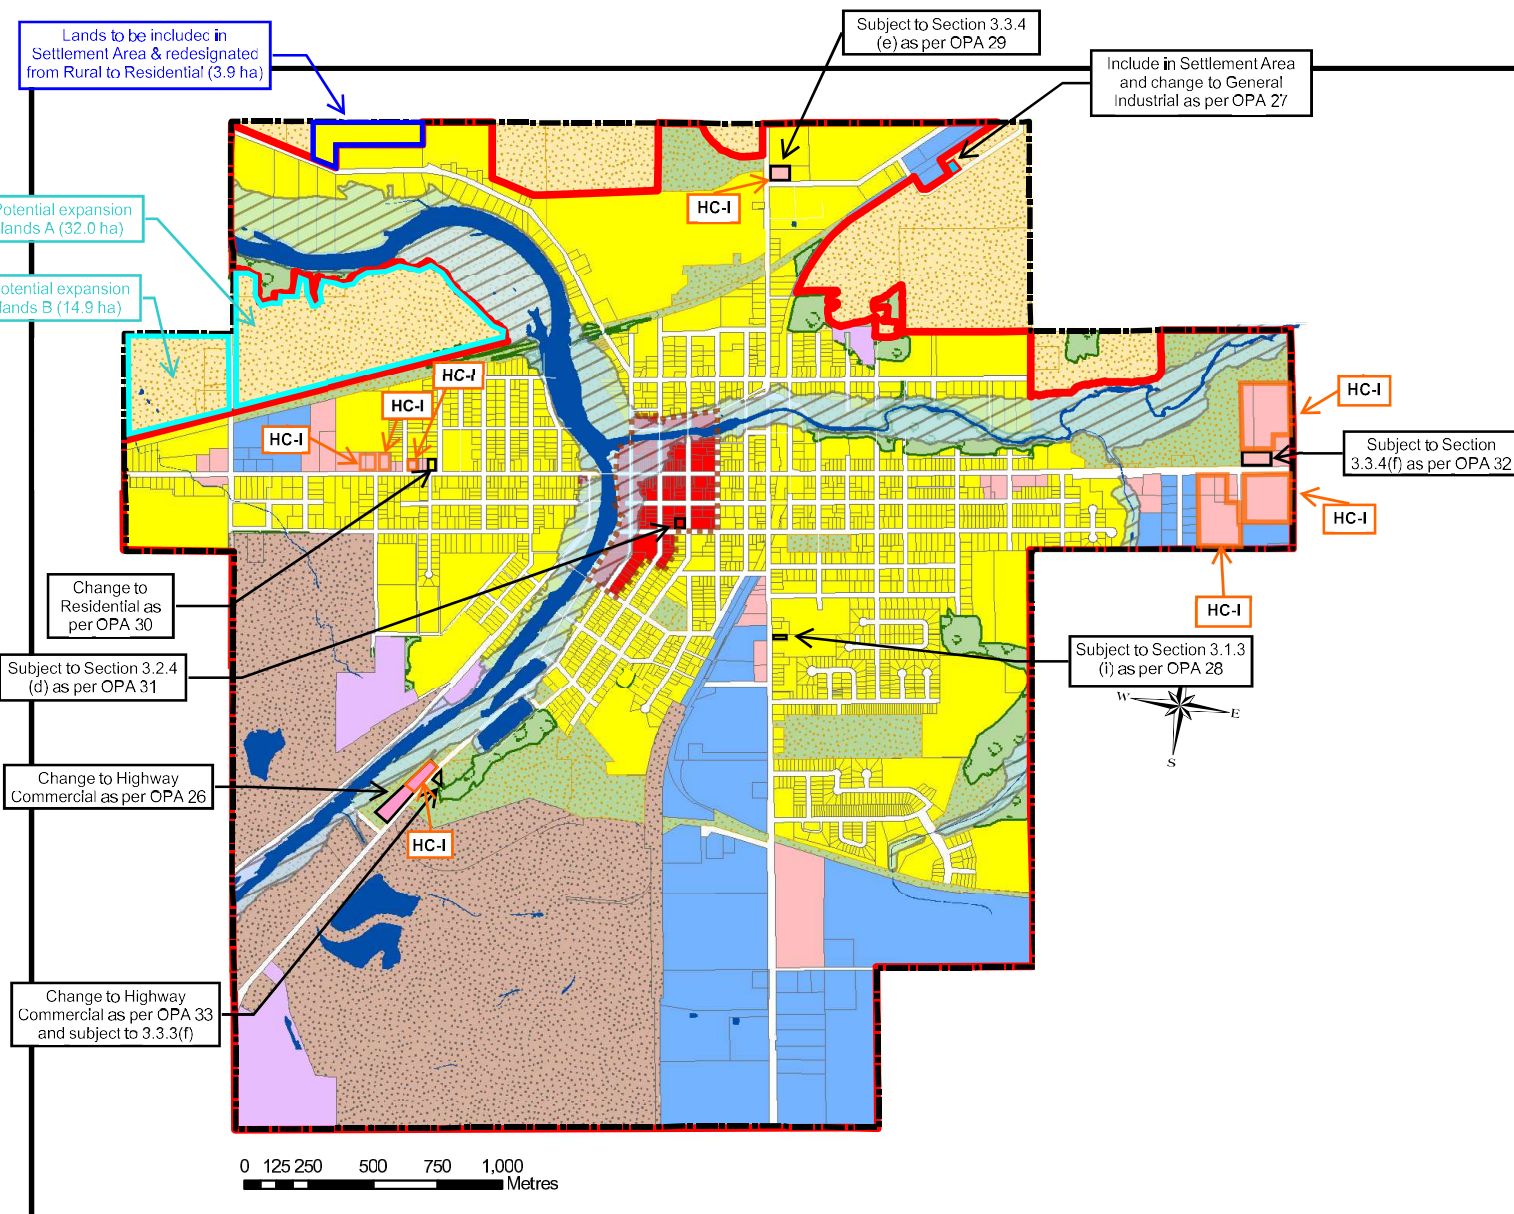 Lands to be included in
Settlement Area & redesignated
from Rural to Residential (3.9 ha)
Subject to Section 3.3.4
(e) as per OPA 29
Include in Settlement Area
and change to General
Industrial as per OPA 27
Potential expansion
lands A (32.0 ha)
Potential expansion
lands B (14.9 ha)
HC-I
HC-I
HC-I
HC-I
HC-I
Subject to Section
3.3.4(f) as per OPA 32
HC-I
HC-I
Change to
Residential as
per OPA 30
Subject to Section 3.2.4
(d) as per OPA 31
Subject to Section 3.1.3
(i) as per OPA 28
W
E
S
Change to Highway
Commercial as per OPA 26
HC-I
Change to Highway
Commercial as per OPA 33
and subject to 3.3.3(f)
0 125 250 500 750 1,000
Metres